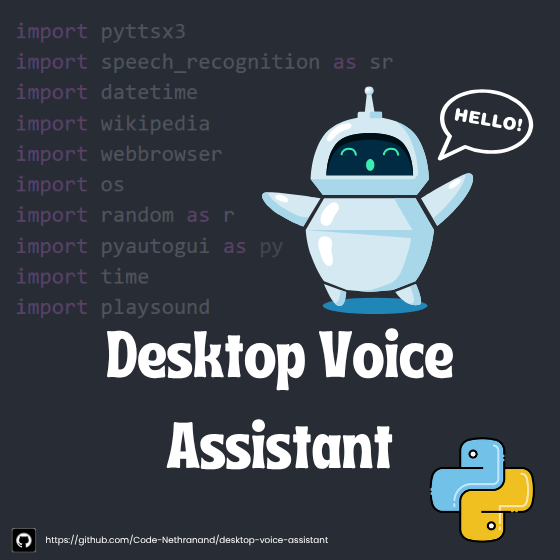 import pyttsx3
import speech_recognition as sr
import datetime
import wikipedia
import webbrowser
import os
import random as r
import pyautogui as py
import time
import playsound
HELLO!
Desktop Voice
Assistant
https://github.com/Code-Nethranand/desktop-voice-assistant